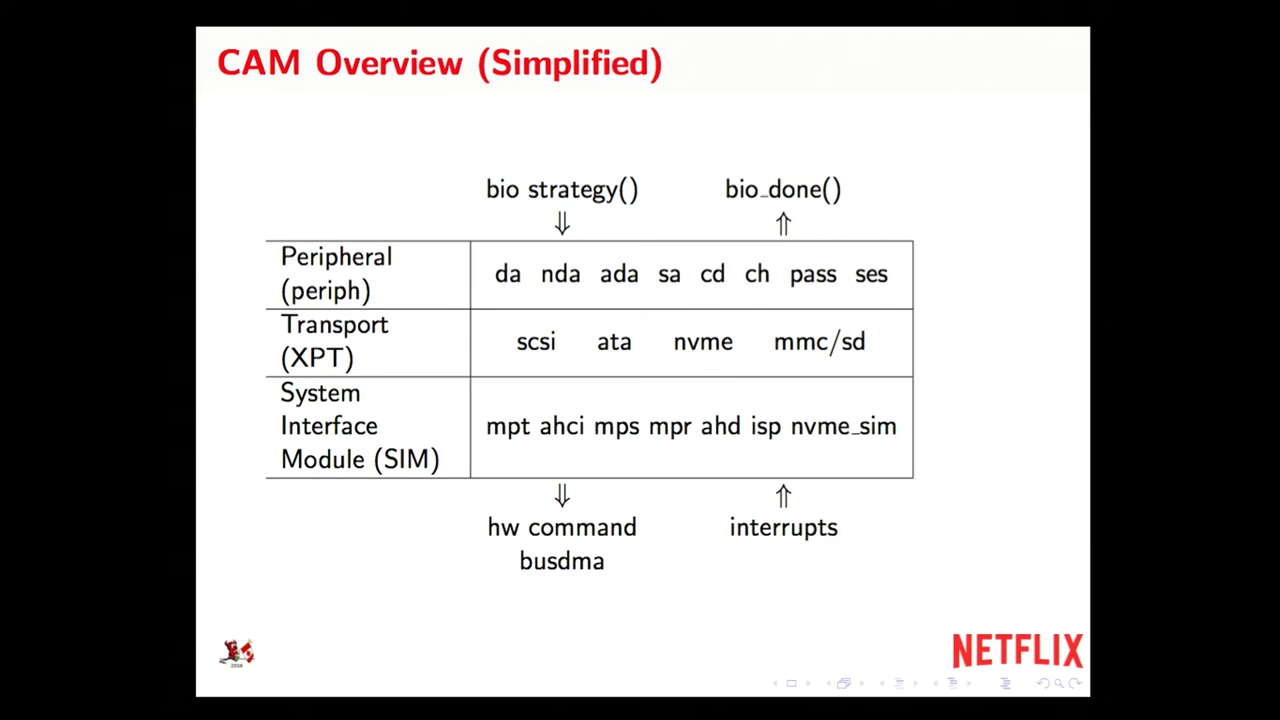 CAM Overview (Simplified)
bio strategy() bio_done()
⇓ ⇑
Peripheral
(periph)
da nda ada sa cd ch pass ses
Transport
(XPT)
scsi ata nvme mmc/sd
System
Interface
Module (SIM)
mpt ahci mps mpr ahd isp nvme_sim
⇓ ⇑
hw command interrupts
busdma
2018
NETFLIX